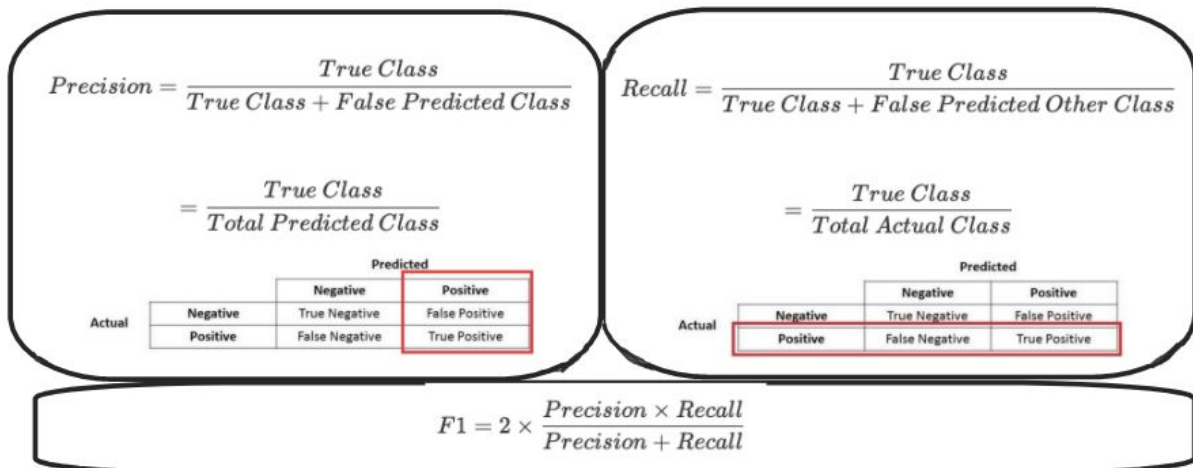 Precision = True Class / True Class + False Predicted Class
= True Class / Total Predicted Class
Predicted
Negative Positive
Actual Negative True Negative False Positive
Positive False Negative True Positive
Recall = True Class / True Class + False Predicted Other Class
= True Class / Total Actual Class
Predicted
Negative Positive
Actual Negative True Negative False Positive
Positive False Negative True Positive
F1 = 2 × Precision × Recall / Precision + Recall